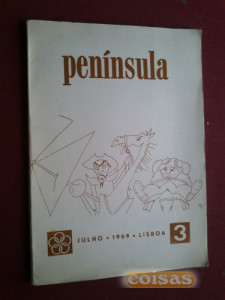 península
JULHO • 1969 • LISBOA 3
coisas